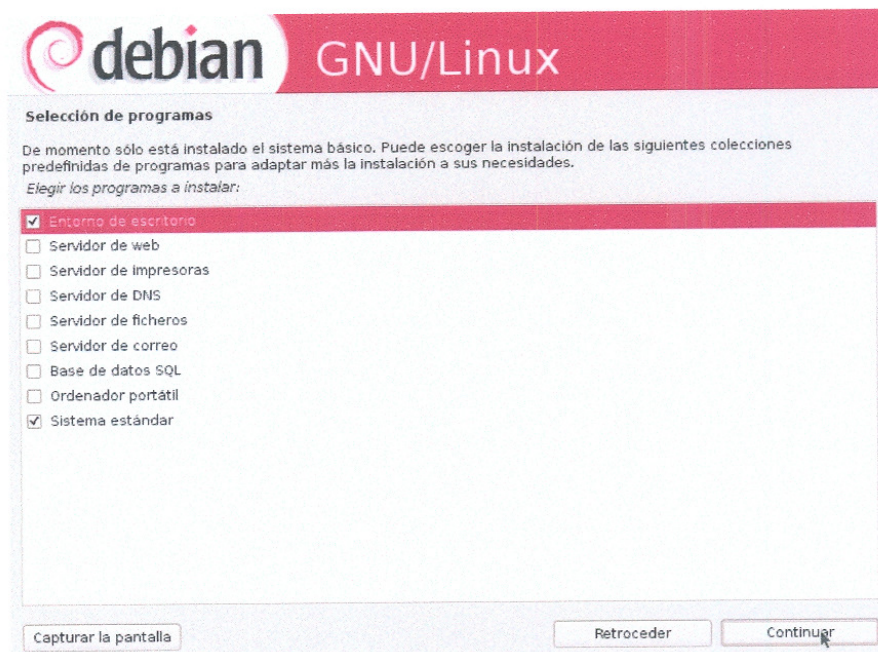 debian GNU/Linux
Selección de programas
De momento sólo está instalado el sistema básico. Puede escoger la instalación de las siguientes colecciones
predefinidas de programas para adaptar más la instalación a sus necesidades.
Elegir los programas a instalar:
Entorno de escritorio
Servidor de web
Servidor de impresoras
Servidor de DNS
Servidor de ficheros
Servidor de correo
Base de datos SQL
Ordenador portátil
Sistema estándar
Capturar la pantalla
Retroceder
Continuar